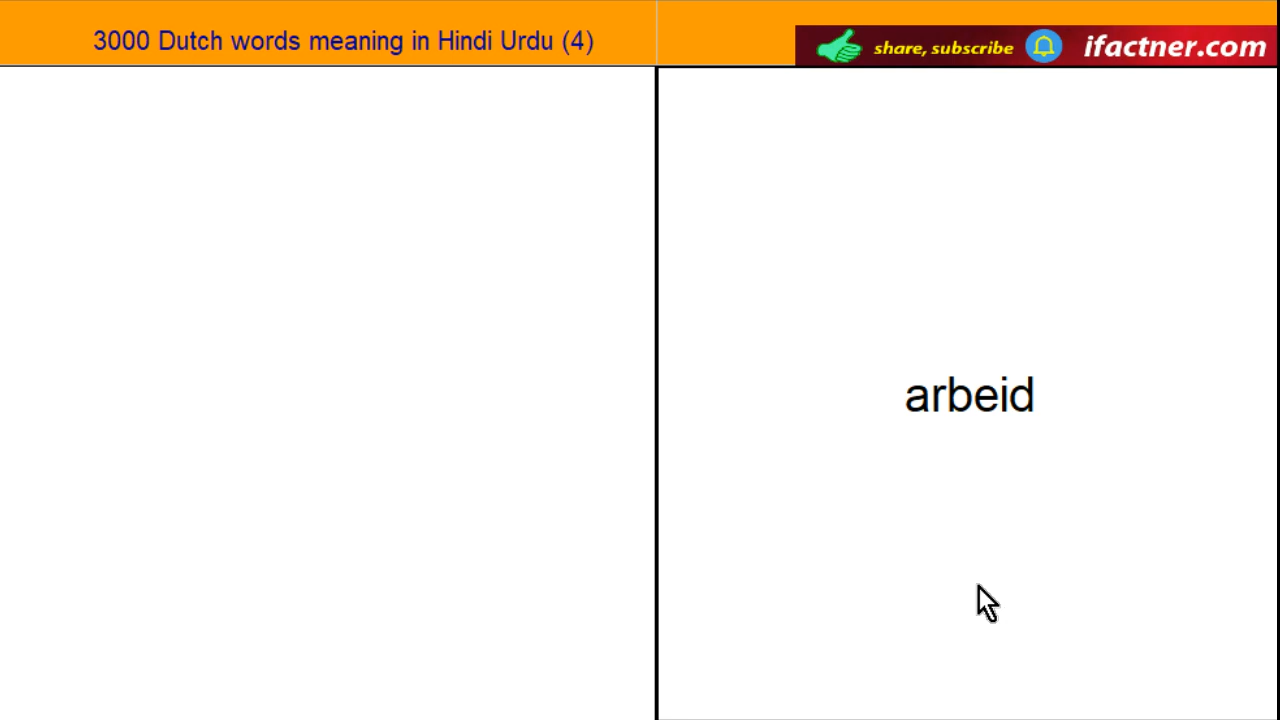 3000 Dutch words meaning in Hindi Urdu (4)
share, subscribe
ifactner.com
arbeid